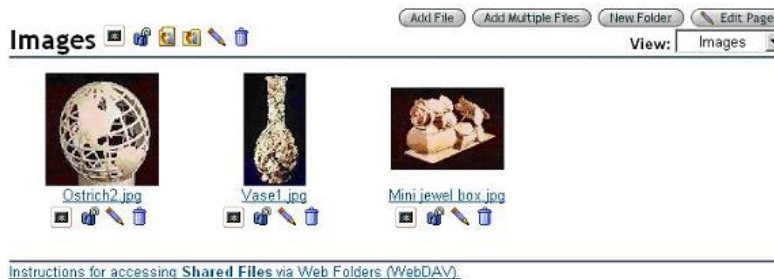 Add File Add Multiple Files New Folder Edit Page
Images
View: Images
Ostrich2.jpg Vase1.jpg Mini jewel box.jpg
Instructions for accessing Shared Files via Web Folders (WebDAV).